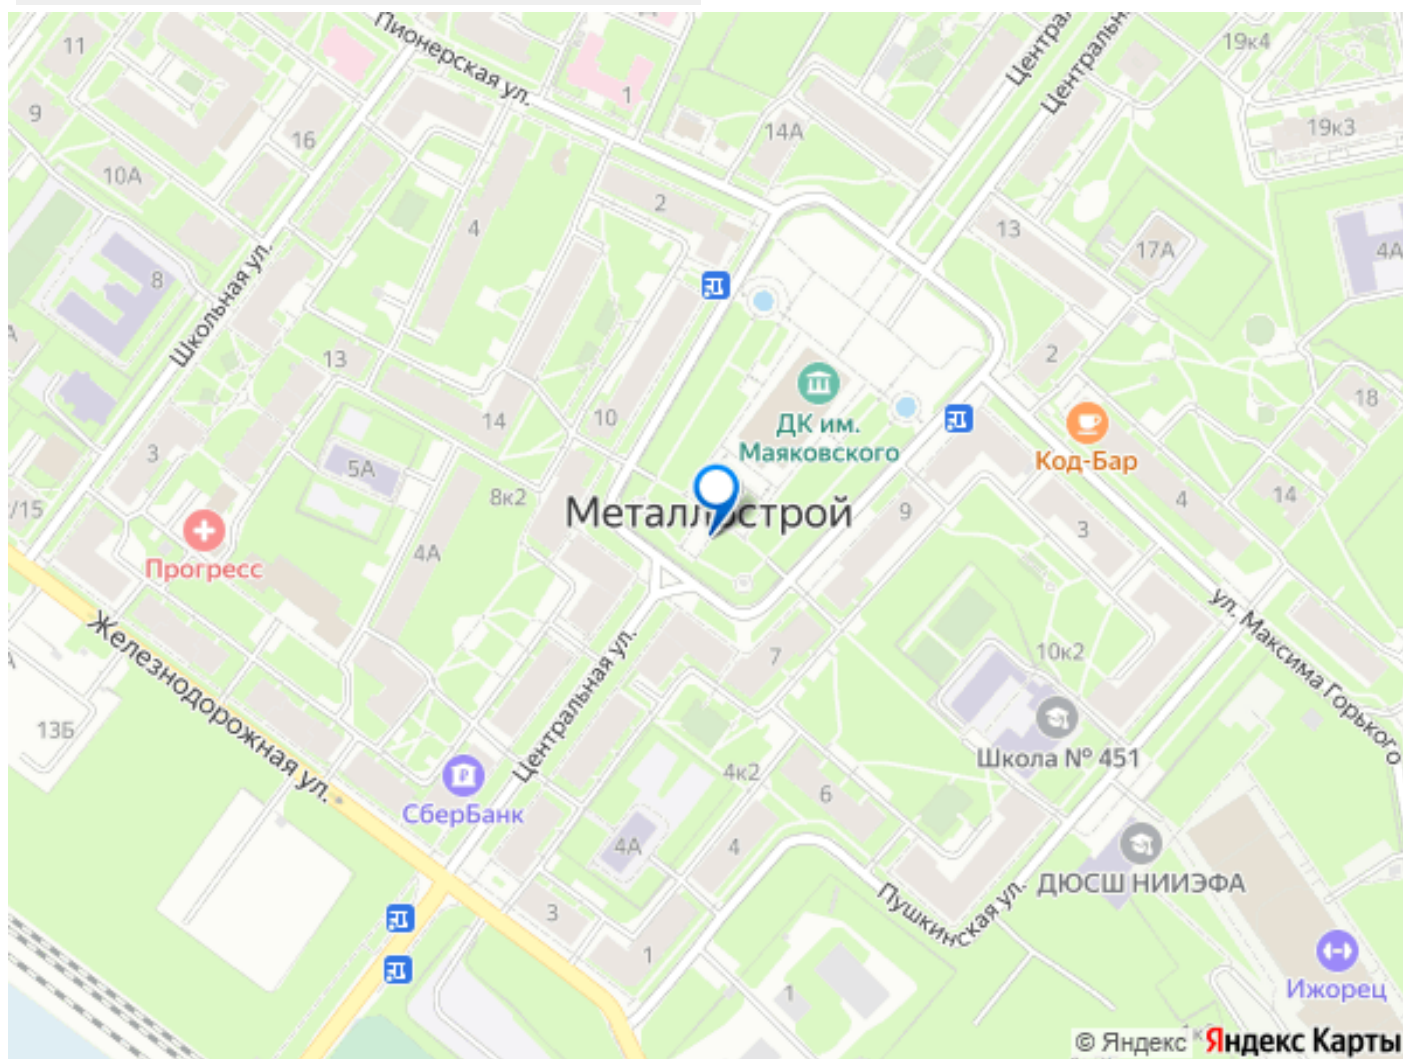 Пионерская ул.
Централь
Центральн
19к4
11
1
14А
19к3
9
16
10А
2
4
13
17А
4А
Школьная ул.
8
13
2
ДК им.
Маяковского
18
14
10
Код-Бар
3
5А
8к2
9
4
14
/15
Металлострой
3
4А
Прогресс
ул. Максима Горького
Железнодорожная ул.
Центральная ул.
7
10к2
13Б
Школа № 451
4к2
6
СберБанк
4А
4
ДЮСШ НИИЭФА
Пушкинская ул.
3
1
1
Ижорец
© Яндекс
Яндекс Карты